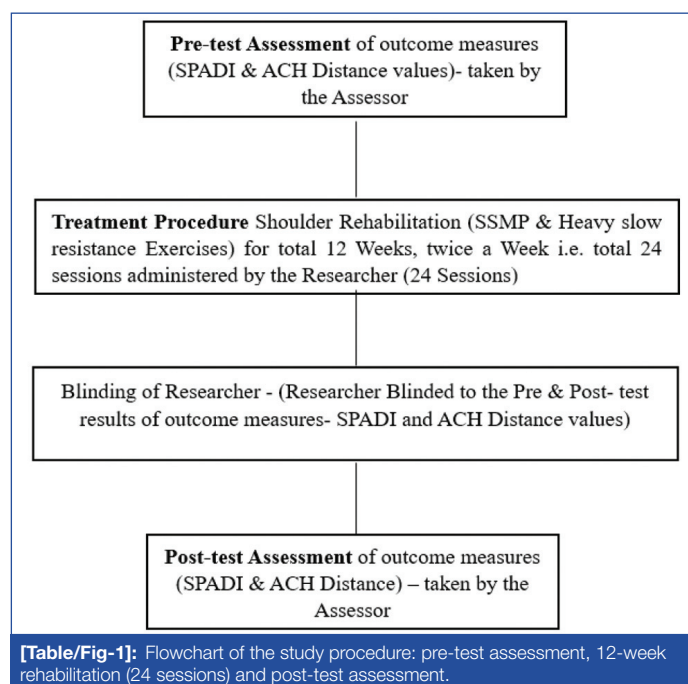 Pre-test Assessment of outcome measures
(SPADI & ACH Distance values)- taken by
the Assessor
Treatment Procedure Shoulder Rehabilitation (SSMP & Heavy slow
resistance Exercises) for total 12 Weeks, twice a Week i.e. total 24
sessions administered by the Researcher (24 Sessions)
Blinding of Researcher - (Researcher Blinded to the Pre & Post- test
results of outcome measures- SPADI and ACH Distance values)
Post-test Assessment of outcome measures
(SPADI & ACH Distance) – taken by the
Assessor
[Table/Fig-1]: Flowchart of the study procedure: pre-test assessment, 12-week
rehabilitation (24 sessions) and post-test assessment.